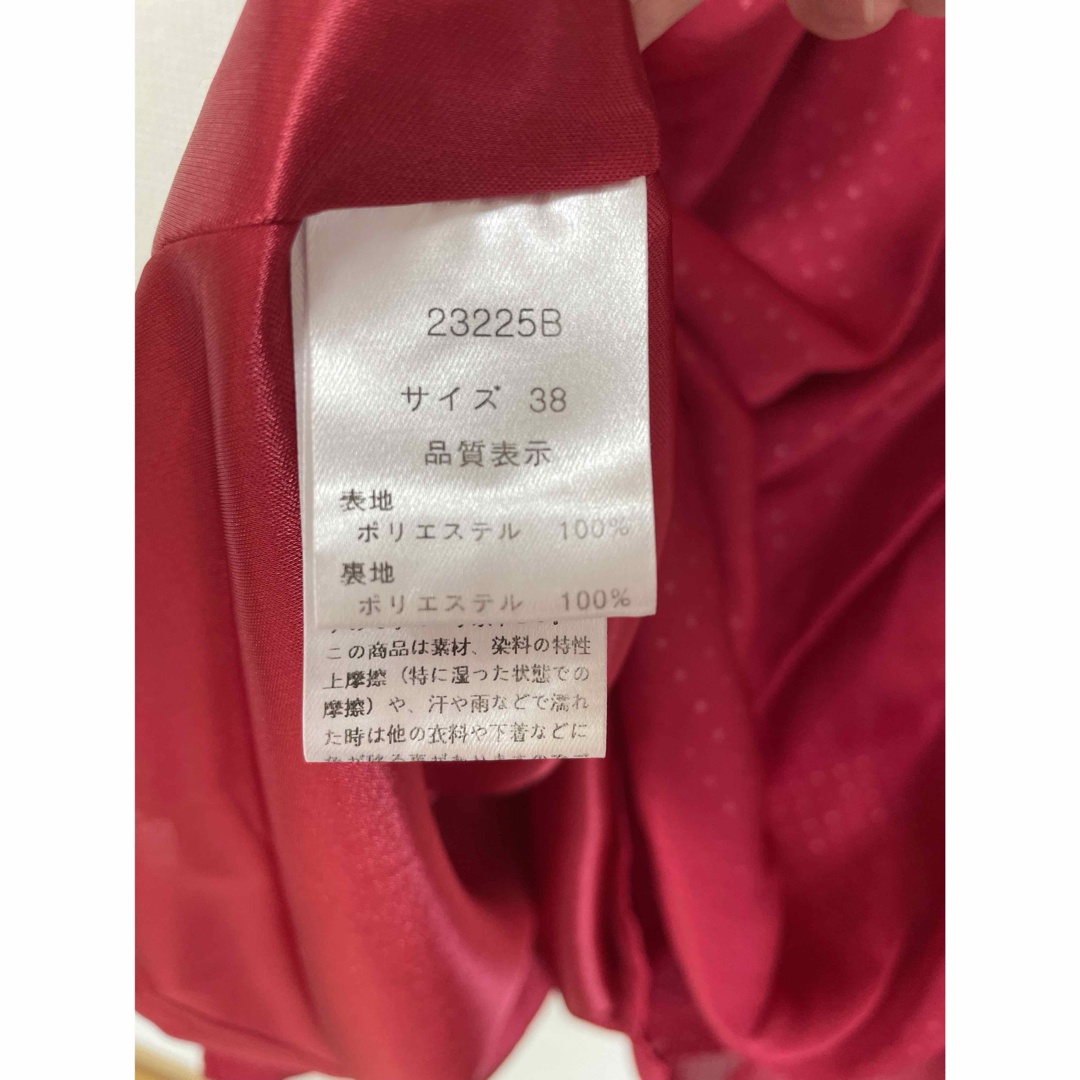 23225B
サイズ 38
品質表示
表地
ポリエステル 100%
裏地
ポリエステル 100%
この商品は素材、染料の特性
上摩擦（特に湿った状態での
摩擦）や、汗や雨などで濡れ
た時は他の衣料や下着などに